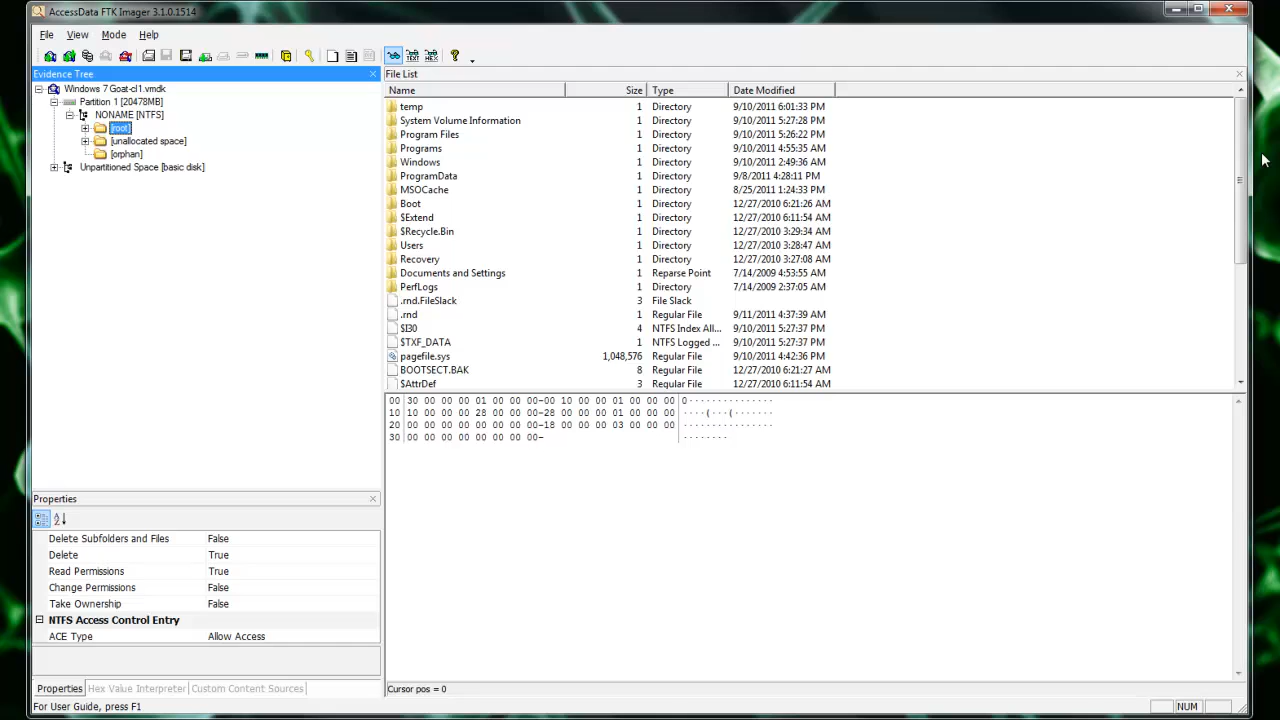 AccessData FTK Imager 3.1.0.1514
File View Mode Help
TEXT HEX
Evidence Tree
Windows 7 Goat-cl1.vmdk
Partition 1 [20478MB]
NONAME [NTFS]
[root]
[unallocated space]
[orphan]
Unpartitioned Space [basic disk]
Properties
Delete Subfolders and Files False
Delete True
Read Permissions True
Change Permissions False
Take Ownership False
NTFS Access Control Entry
ACE Type Allow Access
Properties Hex Value Interpreter Custom Content Sources
File List
Name Size Type Date Modified
temp 1 Directory 9/10/2011 6:01:33 PM
System Volume Information 1 Directory 9/10/2011 5:27:28 PM
Program Files 1 Directory 9/10/2011 5:26:22 PM
Programs 1 Directory 9/10/2011 4:55:35 AM
Windows 1 Directory 9/10/2011 2:49:36 AM
ProgramData 1 Directory 9/8/2011 4:28:11 PM
MSOCache 1 Directory 8/25/2011 1:24:33 PM
Boot 1 Directory 12/27/2010 6:21:26 AM
$Extend 1 Directory 12/27/2010 6:11:54 AM
$Recycle.Bin 1 Directory 12/27/2010 3:29:34 AM
Users 1 Directory 12/27/2010 3:28:47 AM
Recovery 1 Directory 12/27/2010 3:27:08 AM
Documents and Settings 1 Reparse Point 7/14/2009 4:53:55 AM
PerfLogs 1 Directory 7/14/2009 2:37:05 AM
.rnd.FileSlack 3 File Slack
.rnd 1 Regular File 9/11/2011 4:37:39 AM
$I30 4 NTFS Index All... 9/10/2011 5:27:37 PM
$TXF_DATA 1 NTFS Logged ... 9/10/2011 5:27:37 PM
pagefile.sys 1,048,576 Regular File 9/10/2011 4:42:36 PM
BOOTSECT.BAK 8 Regular File 12/27/2010 6:21:27 AM
$AttrDef 3 Regular File 12/27/2010 6:11:54 AM
00 30 00 00 00 01 00 00 00-00 10 00 00 01 00 00 00 0···············
10 10 00 00 00 28 00 00 00-28 00 00 00 01 00 00 00 ····(···(·······
20 00 00 00 00 00 00 00 00-18 00 00 00 03 00 00 00 ················
30 00 00 00 00 00 00 00 00- ········
Cursor pos = 0
For User Guide, press F1
NUM